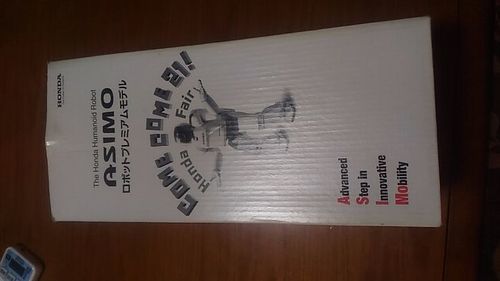 HONDA
The Honda Humanoid Robot
ASIMO
ロボットプレミアムモデル
COME COME 21!
Honda Fair
Advanced
Step in
Innovative
Mobility